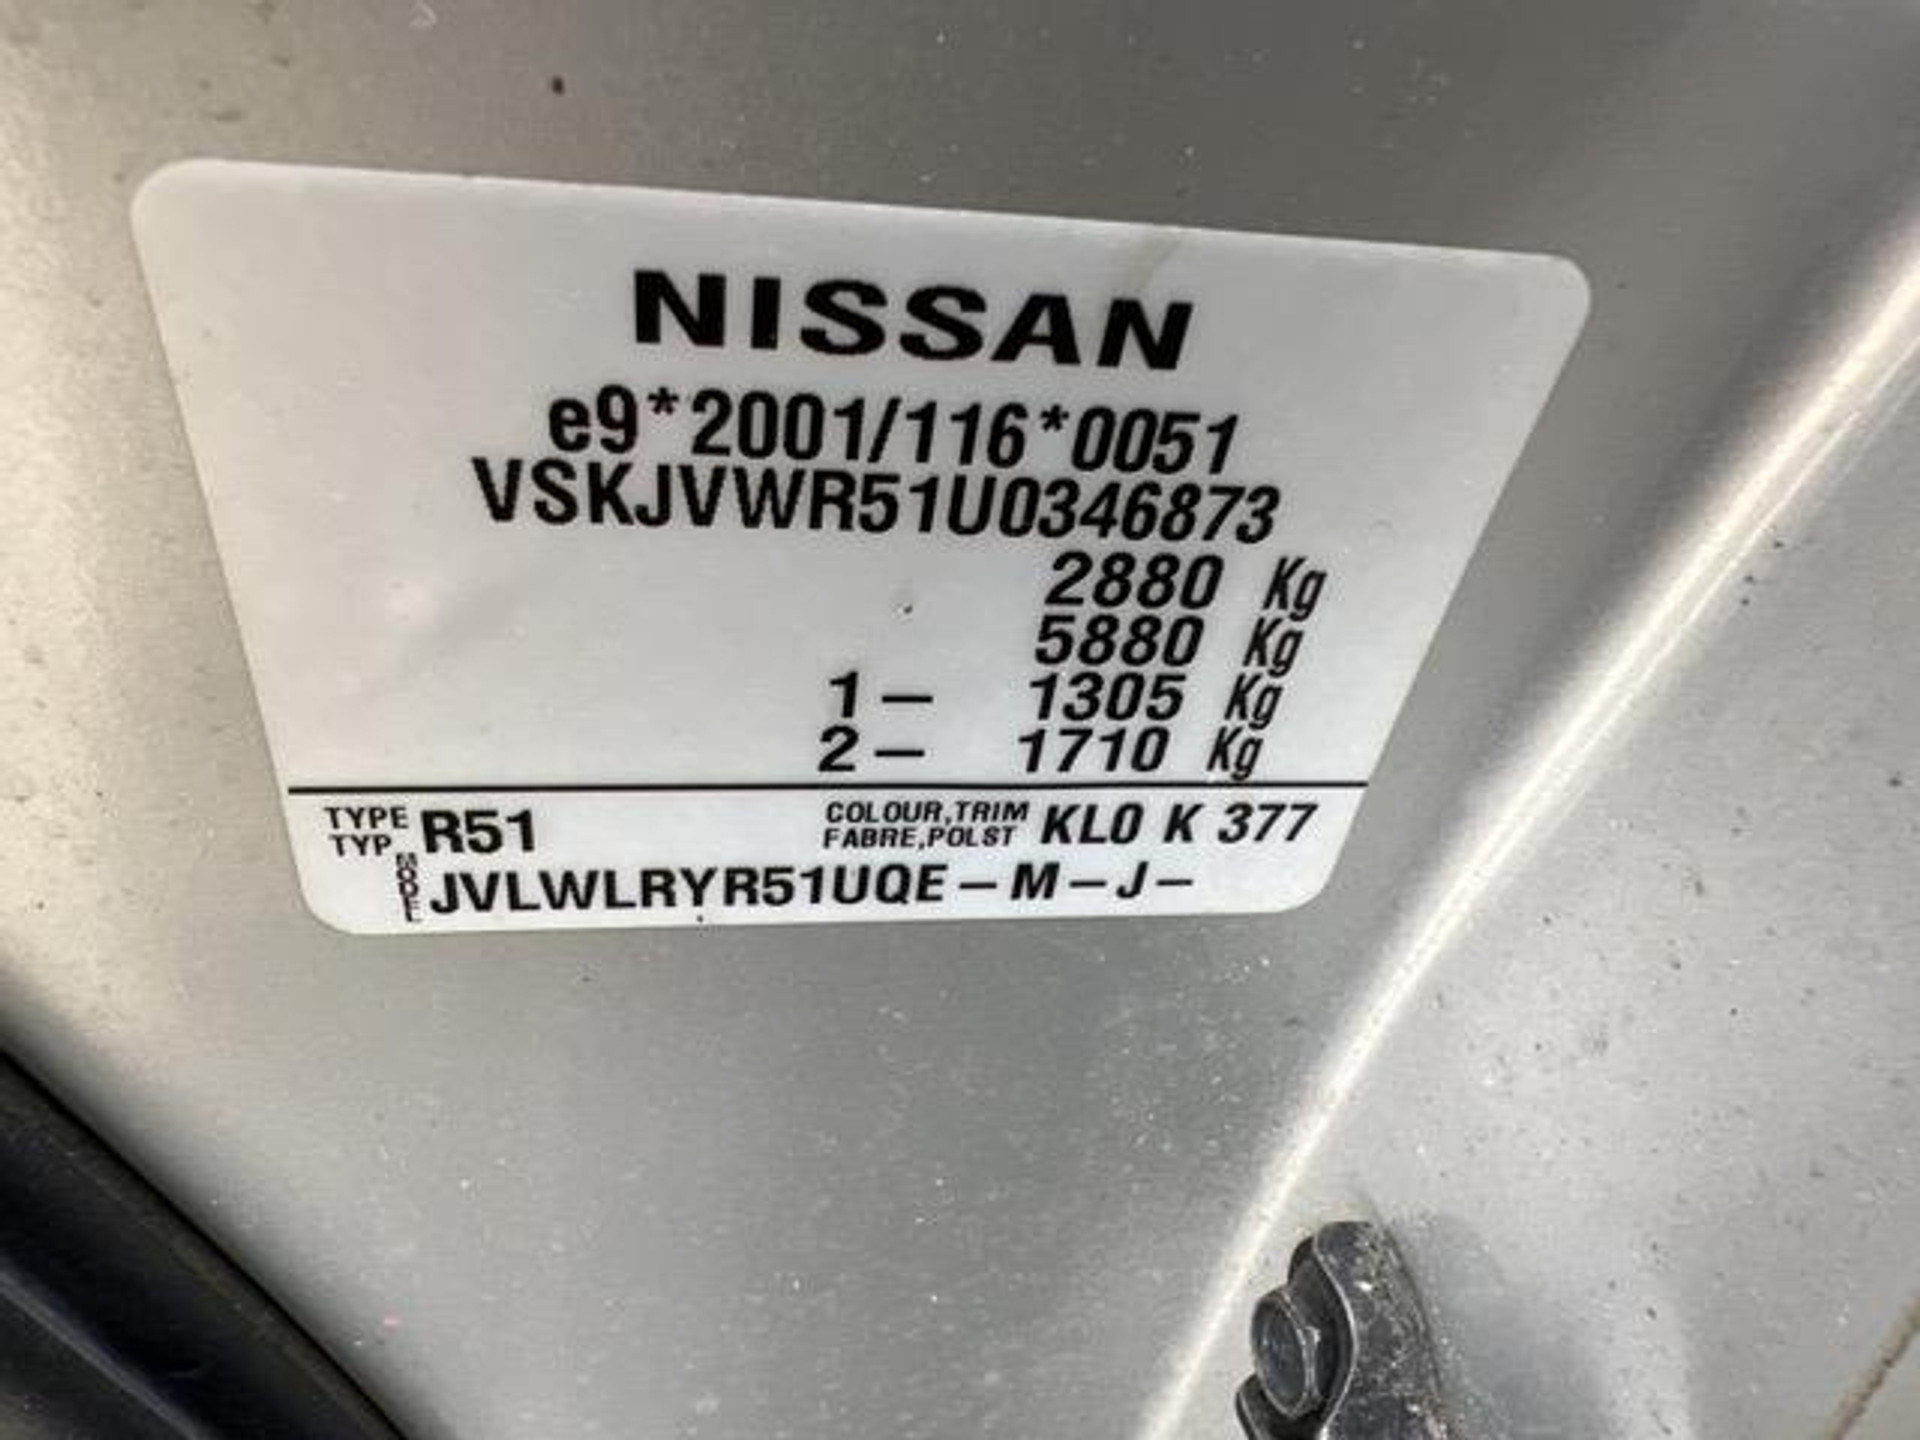 NISSAN
e9*2001/116*0051
VSKJVWR51U0346873
2880 Kg
5880 Kg
1- 1305 Kg
2- 1710 Kg
TYPE
TYP R51
COLOUR,TRIM
FABRE,POLST KL0 K 377
MODEL JVLWLRYR51UQE-M-J-